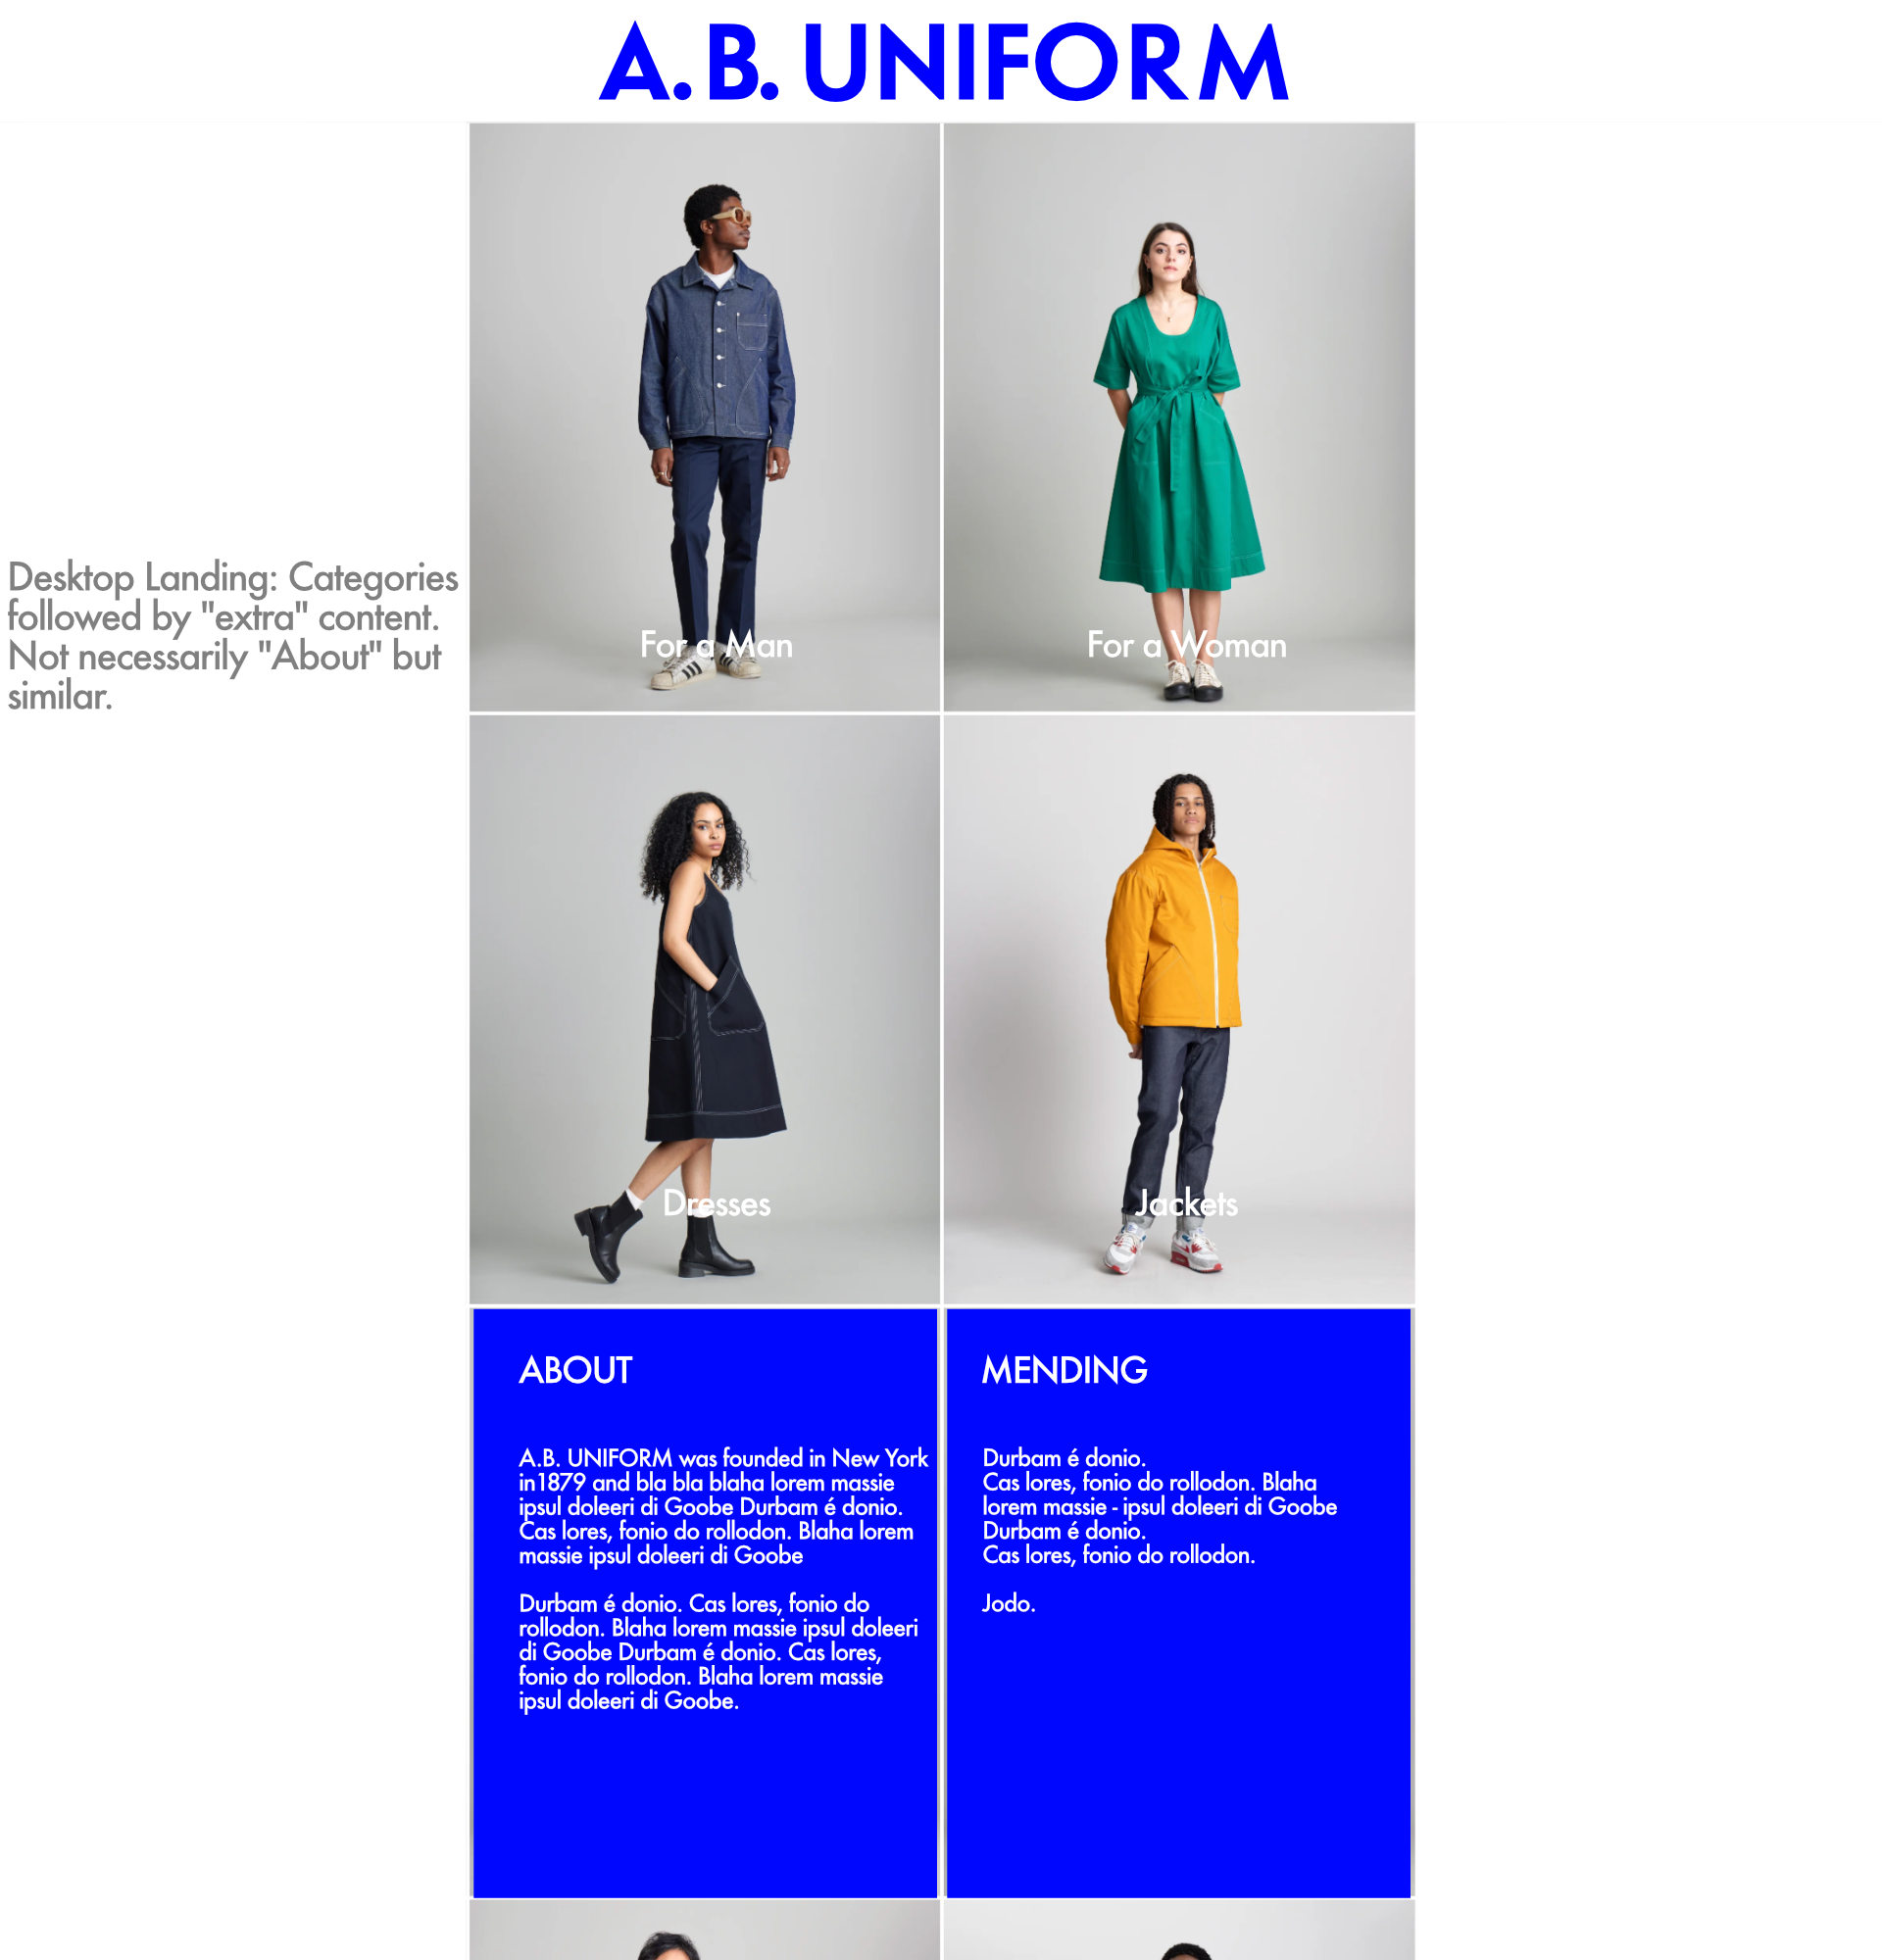 A.B. UNIFORM
Desktop Landing: Categories
followed by "extra" content.
Not necessarily "About" but
similar.
For a Man
For a Woman
Dresses
Jackets
ABOUT
A.B. UNIFORM was founded in New York
in1879 and bla bla blaha lorem massie
ipsul doleeri di Goobe Durbam é donio.
Cas lores, fonio do rollodon. Blaha lorem
massie ipsul doleeri di Goobe
Durbam é donio. Cas lores, fonio do
rollodon. Blaha lorem massie ipsul doleeri
di Goobe Durbam é donio. Cas lores,
fonio do rollodon. Blaha lorem massie
ipsul doleeri di Goobe.
MENDING
Durbam é donio.
Cas lores, fonio do rollodon. Blaha
lorem massie - ipsul doleeri di Goobe
Durbam é donio.
Cas lores, fonio do rollodon.
Jodo.